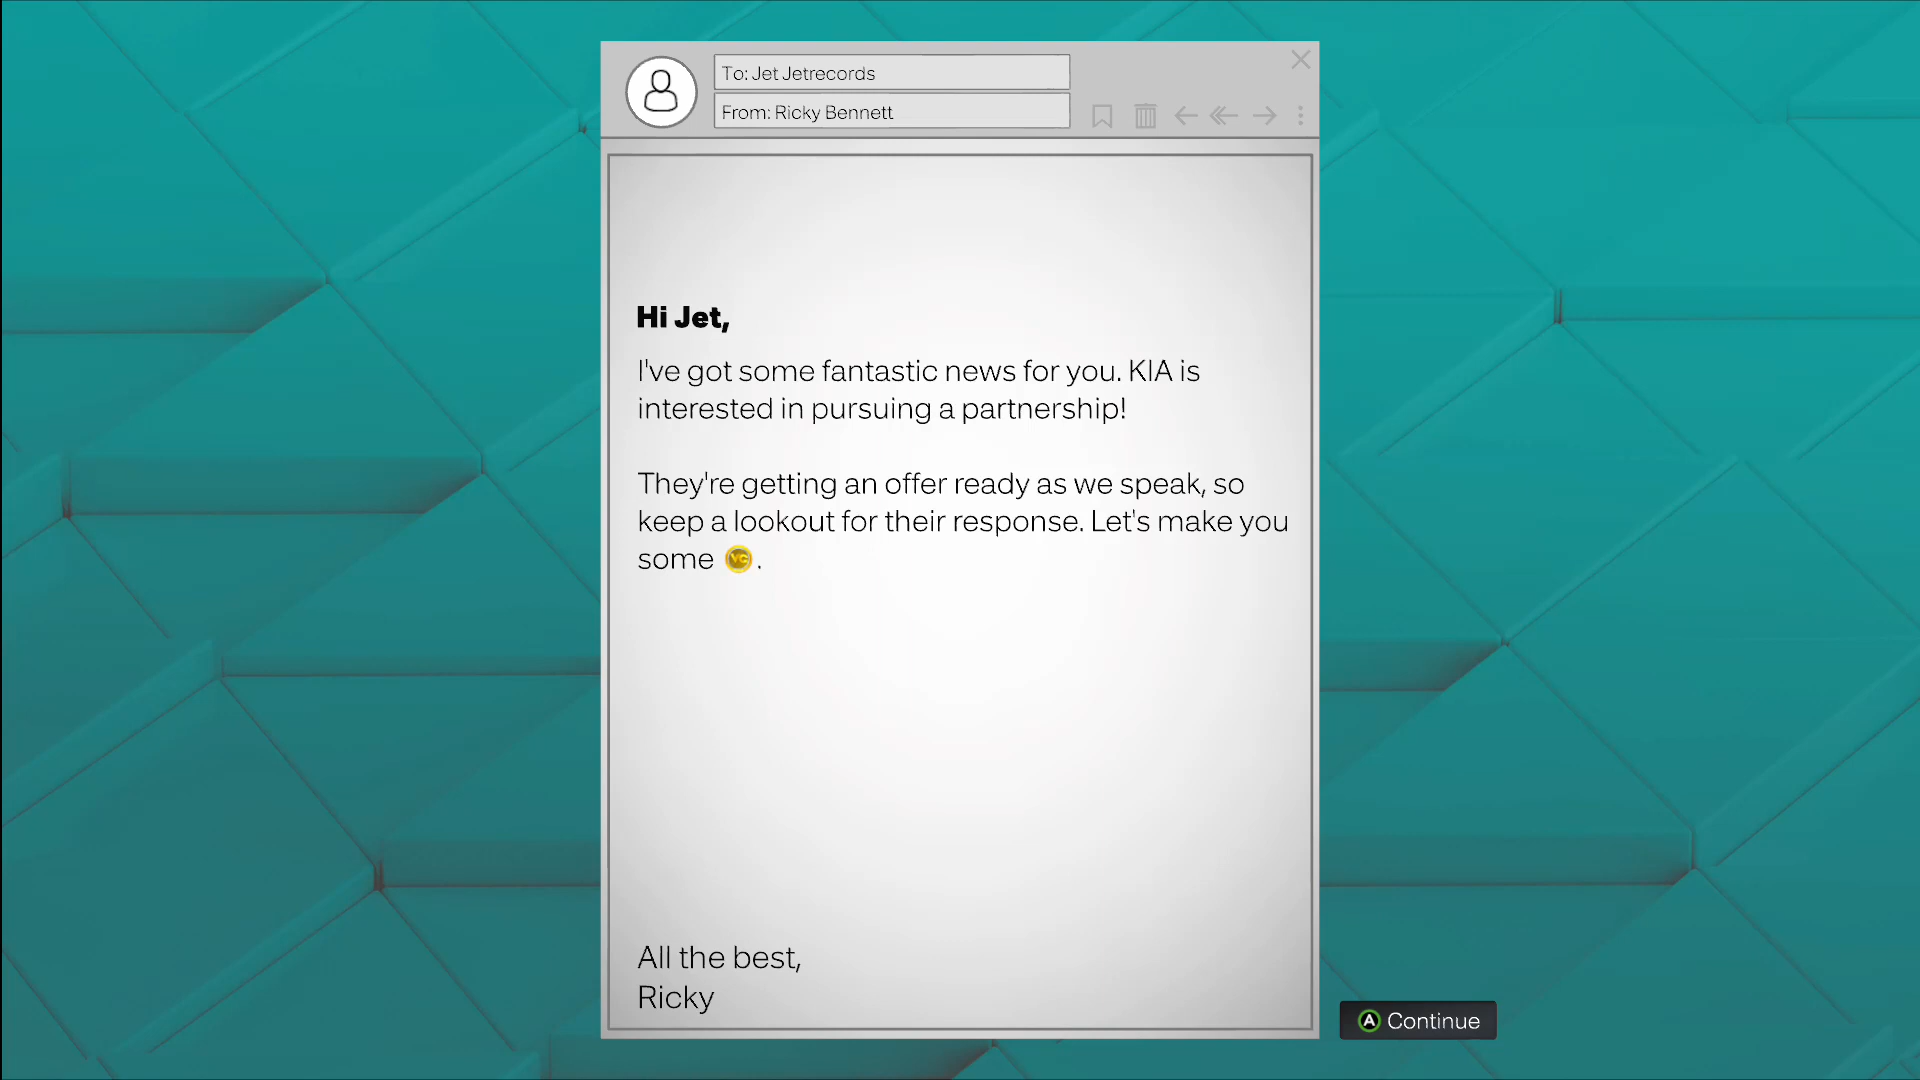 To: Jet Jetrecords
From: Ricky Bennett
Hi Jet,
I've got some fantastic news for you. KIA is
interested in pursuing a partnership!
They're getting an offer ready as we speak, so
keep a lookout for their response. Let's make you
some VC.
All the best,
Ricky
A Continue